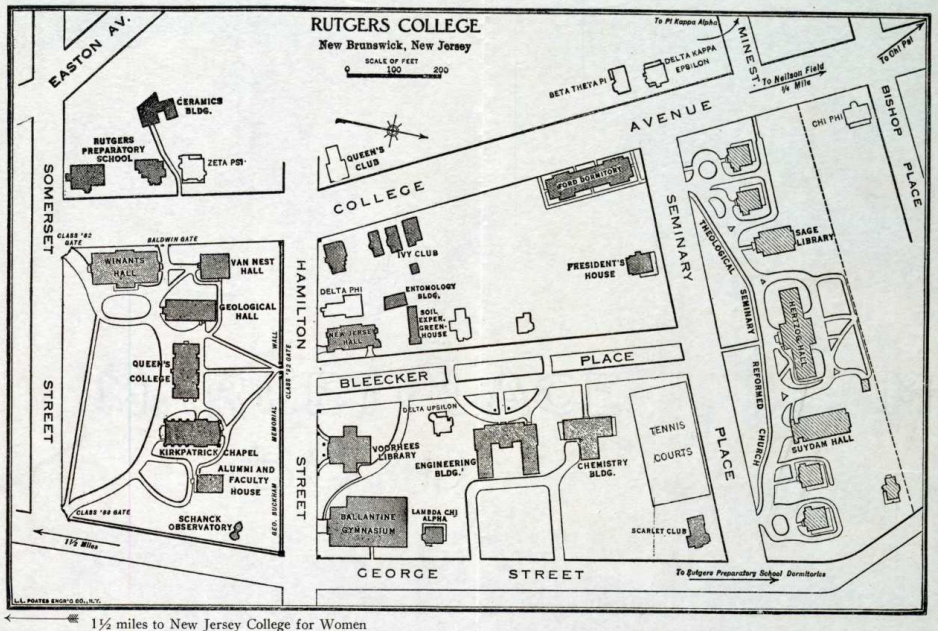 RUTGERS COLLEGE
New Brunswick, New Jersey
SCALE OF FEET
0 100 200
EASTON AV.
CERAMICS
BLDG.
RUTGERS
PREPARATORY
SCHOOL
ZETA PSI
QUEEN'S
CLUB
To Pi Kappa Alpha
MINE ST.
DELTA KAPPA
EPSILON
BETA THETA PI
To Neilson Field
¼ Mile
To Chi Psi
CHI PHI
BISHOP
PLACE
COLLEGE
AVENUE
FORD DORMITORY
SOMERSET
STREET
CLASS '82
GATE
BALDWIN GATE
WINANTS
HALL
VAN NEST
HALL
GEOLOGICAL
HALL
QUEEN'S
COLLEGE
KIRKPATRICK CHAPEL
ALUMNI AND
FACULTY
HOUSE
SCHANCK
OBSERVATORY
CLASS '88 GATE
GEO. BUCKHAM
MEMORIAL
WALL
CLASS '92 GATE
HAMILTON
STREET
IVY CLUB
DELTA PHI
ENTOMOLOGY
BLDG.
SOIL
EXPER.
GREEN-
HOUSE
NEW JERSEY
HALL
PRESIDENT'S
HOUSE
SEMINARY
PLACE
THEOLOGICAL
SEMINARY
REFORMED
CHURCH
SAGE
LIBRARY
HERTZOG HALL
SUYDAM HALL
BLEECKER
PLACE
DELTA UPSILON
VOORHEES
LIBRARY
ENGINEERING
BLDG.
CHEMISTRY
BLDG.
TENNIS
COURTS
BALLANTINE
GYMNASIUM
LAMBDA CHI
ALPHA
SCARLET CLUB
GEORGE STREET
To Rutgers Preparatory School Dormitories
1½ Miles
L.L. POATES ENGR'G CO., N.Y.
1½ miles to New Jersey College for Women